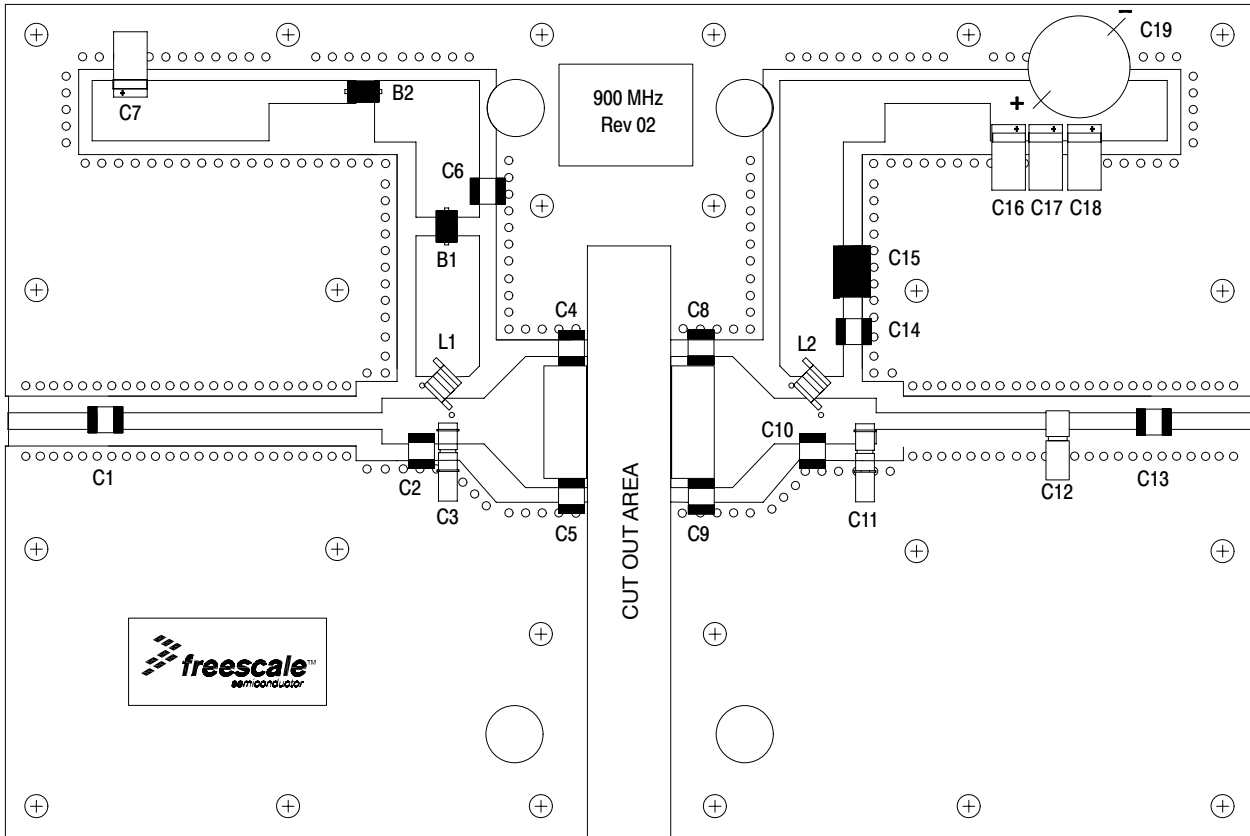 C19
C7
B2
900 MHz
Rev 02
+
C6
C16 C17 C18
B1
C15
C4
C8
C14
L1
L2
C10
C1
C2
C3
C5
C9
C11
C12
C13
CUT OUT AREA
freescale™
semiconductor